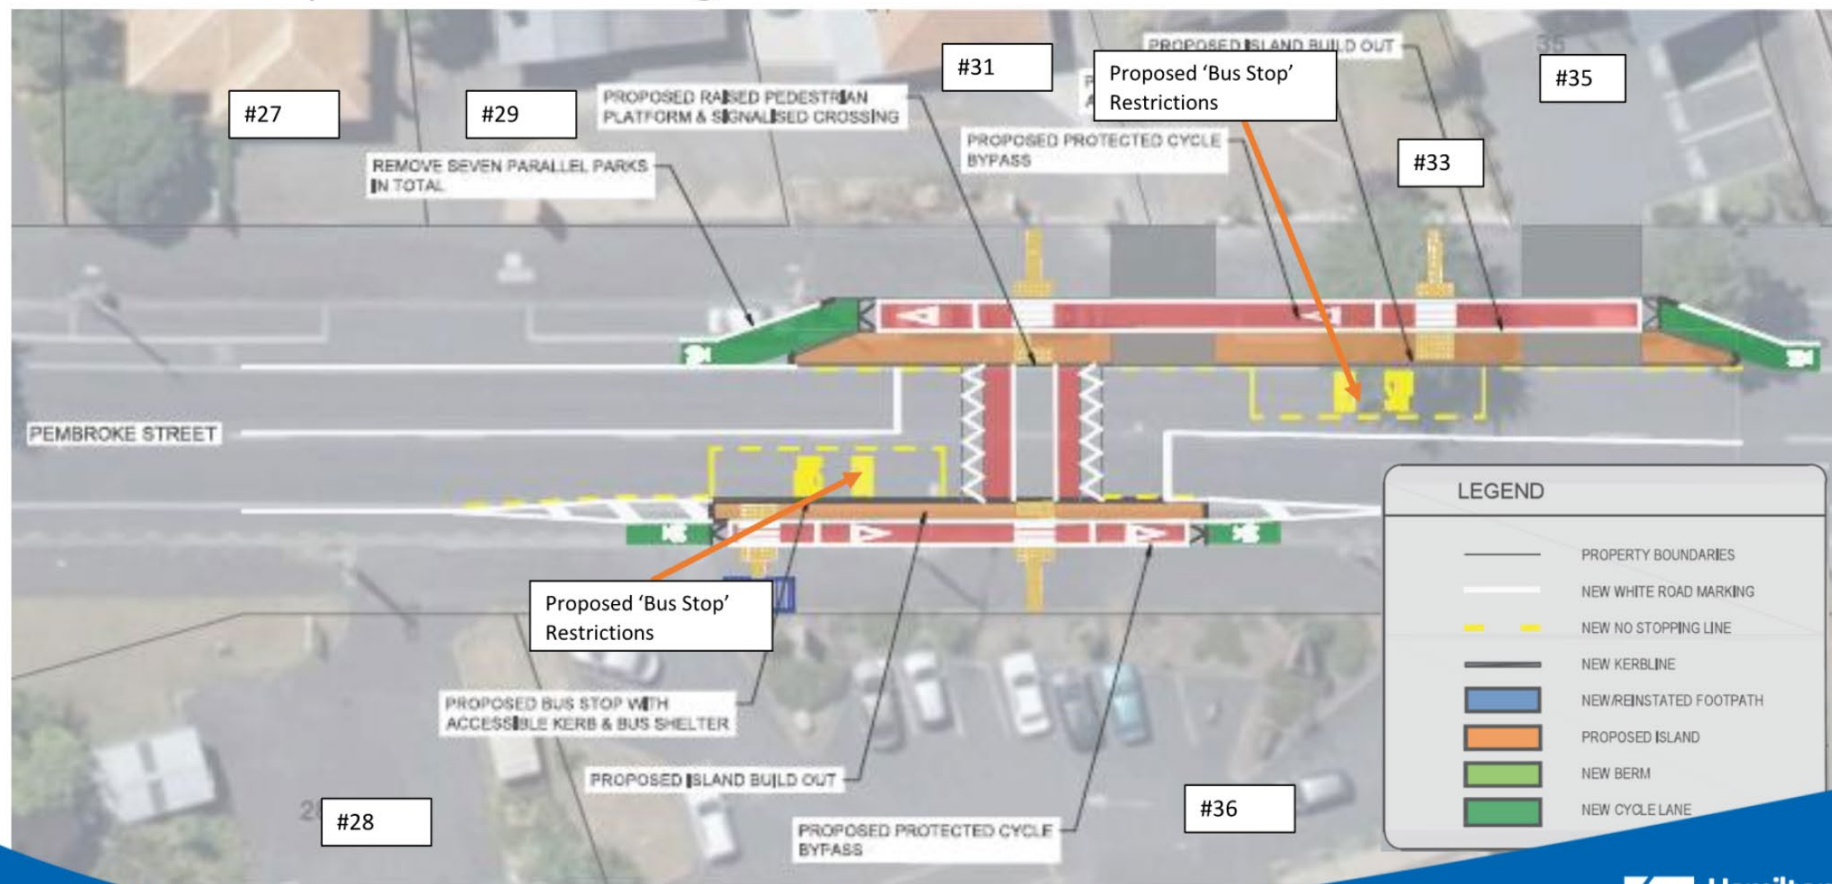 #27
#29
#31
#33
#35
35
PROPOSED ISLAND BUILD OUT
Proposed 'Bus Stop'
Restrictions
PROPOSED RAISED PEDESTRIAN
PLATFORM & SIGNALISED CROSSING
PROPOSED PROTECTED CYCLE
BYPASS
REMOVE SEVEN PARALLEL PARKS
IN TOTAL
PEMBROKE STREET
Proposed 'Bus Stop'
Restrictions
PROPOSED BUS STOP WITH
ACCESSIBLE KERB & BUS SHELTER
PROPOSED ISLAND BUILD OUT
PROPOSED PROTECTED CYCLE
BYPASS
#28
#36
LEGEND
PROPERTY BOUNDARIES
NEW WHITE ROAD MARKING
NEW NO STOPPING LINE
NEW KERBLINE
NEW/REINSTATED FOOTPATH
PROPOSED ISLAND
NEW BERM
NEW CYCLE LANE